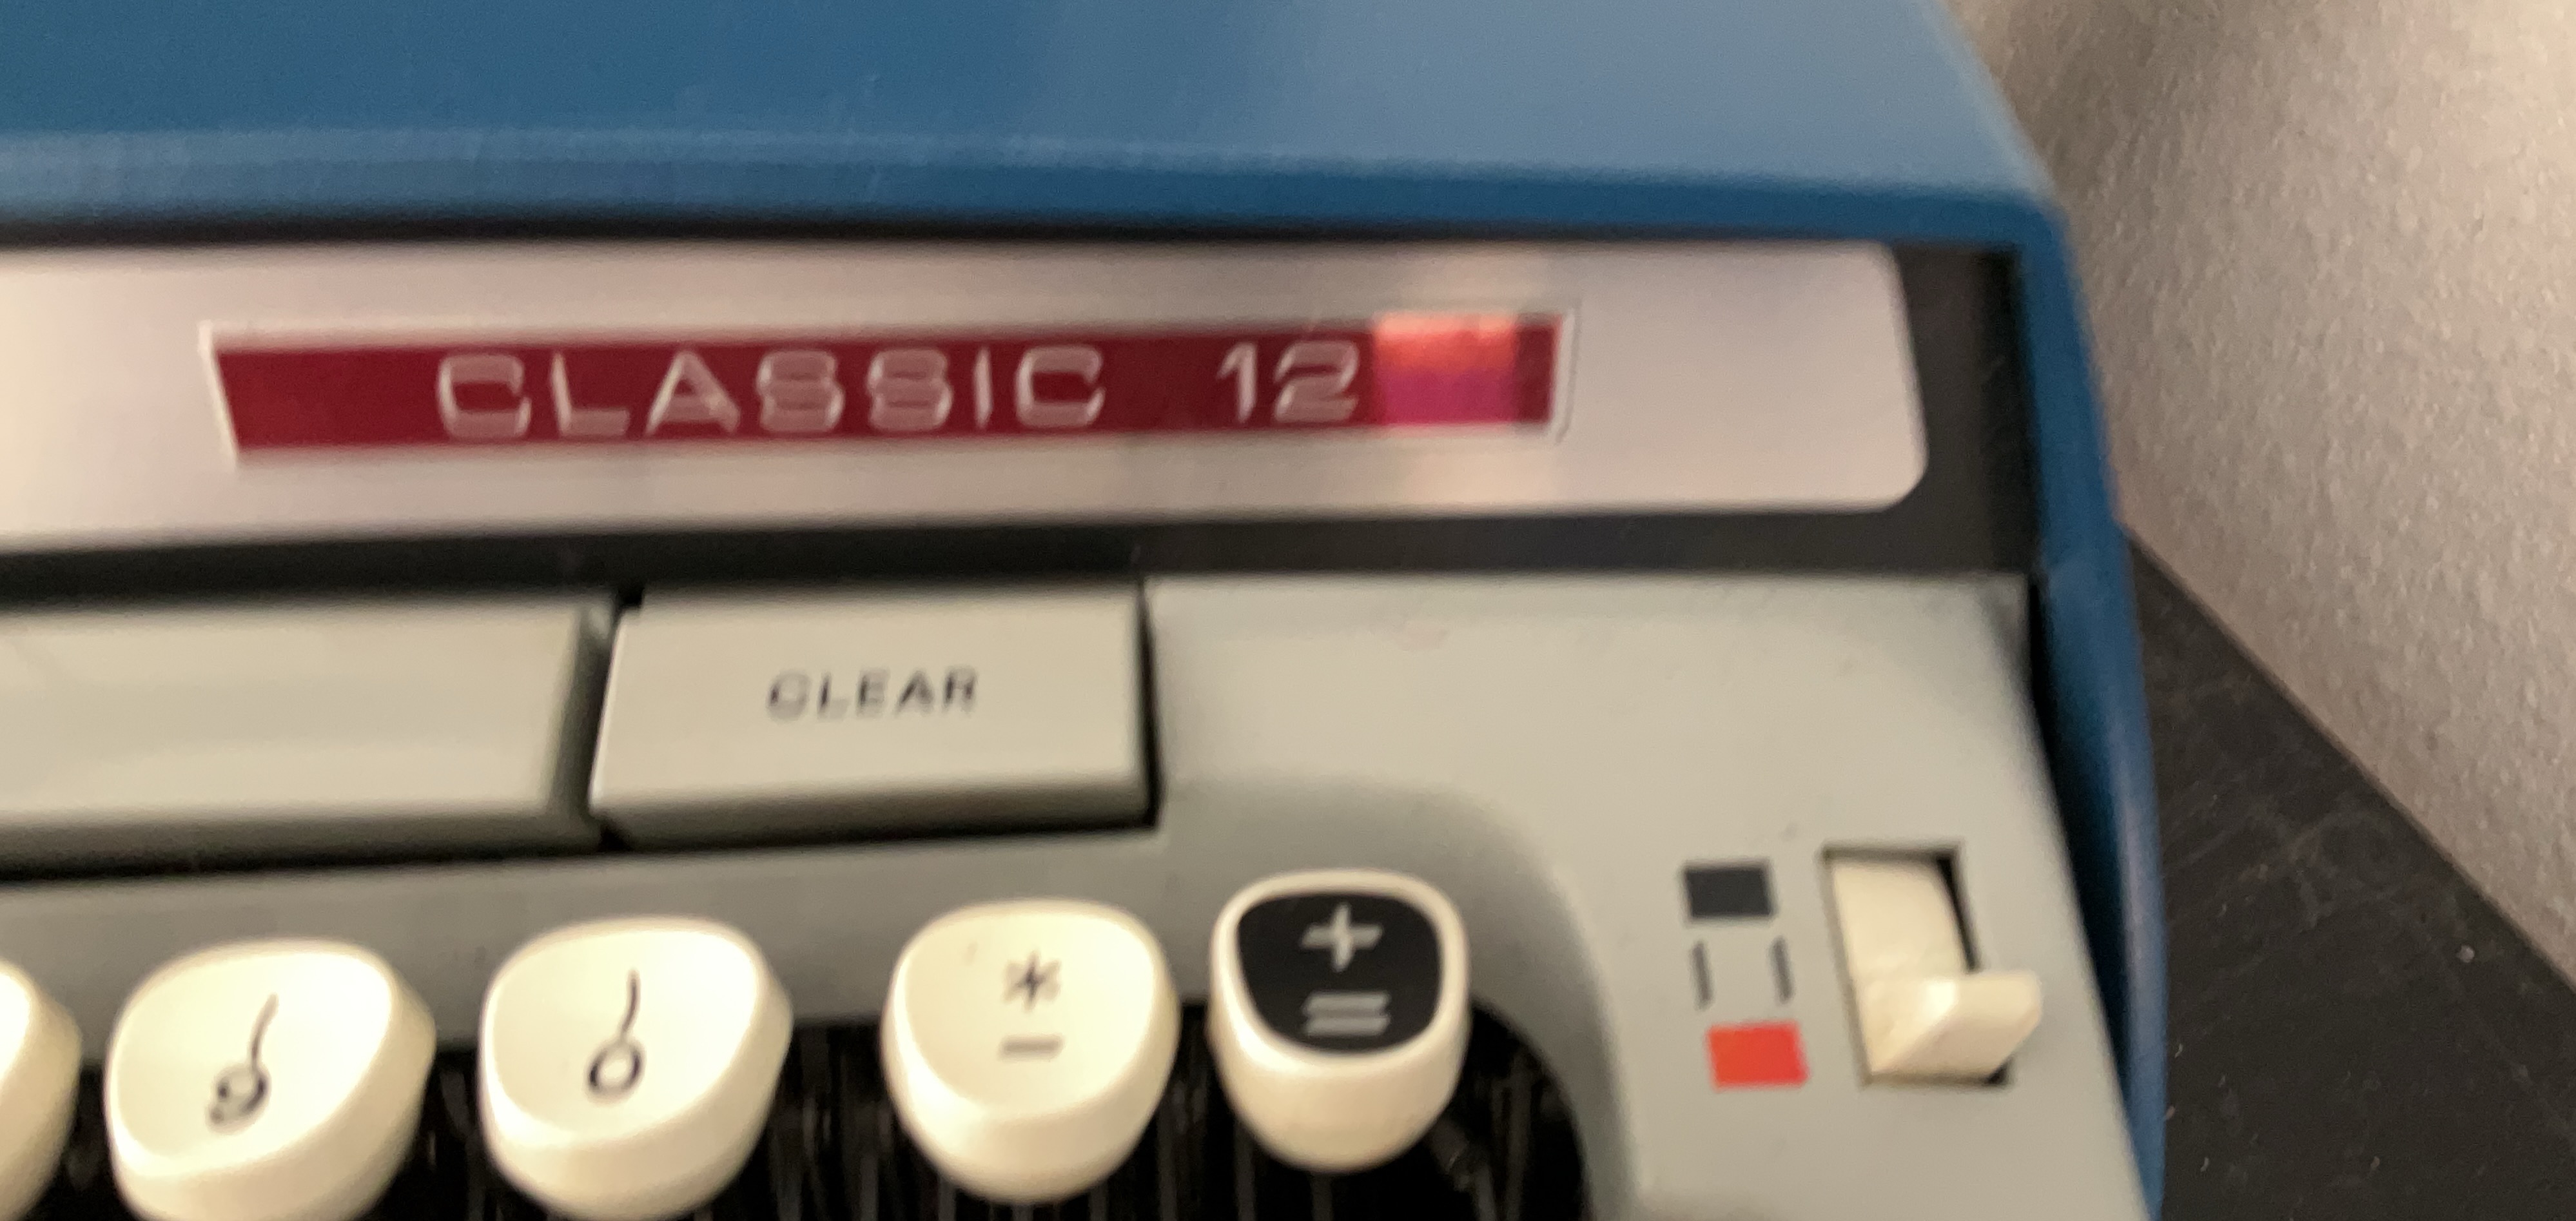 CLASSIC 12
CLEAR
* +
- =